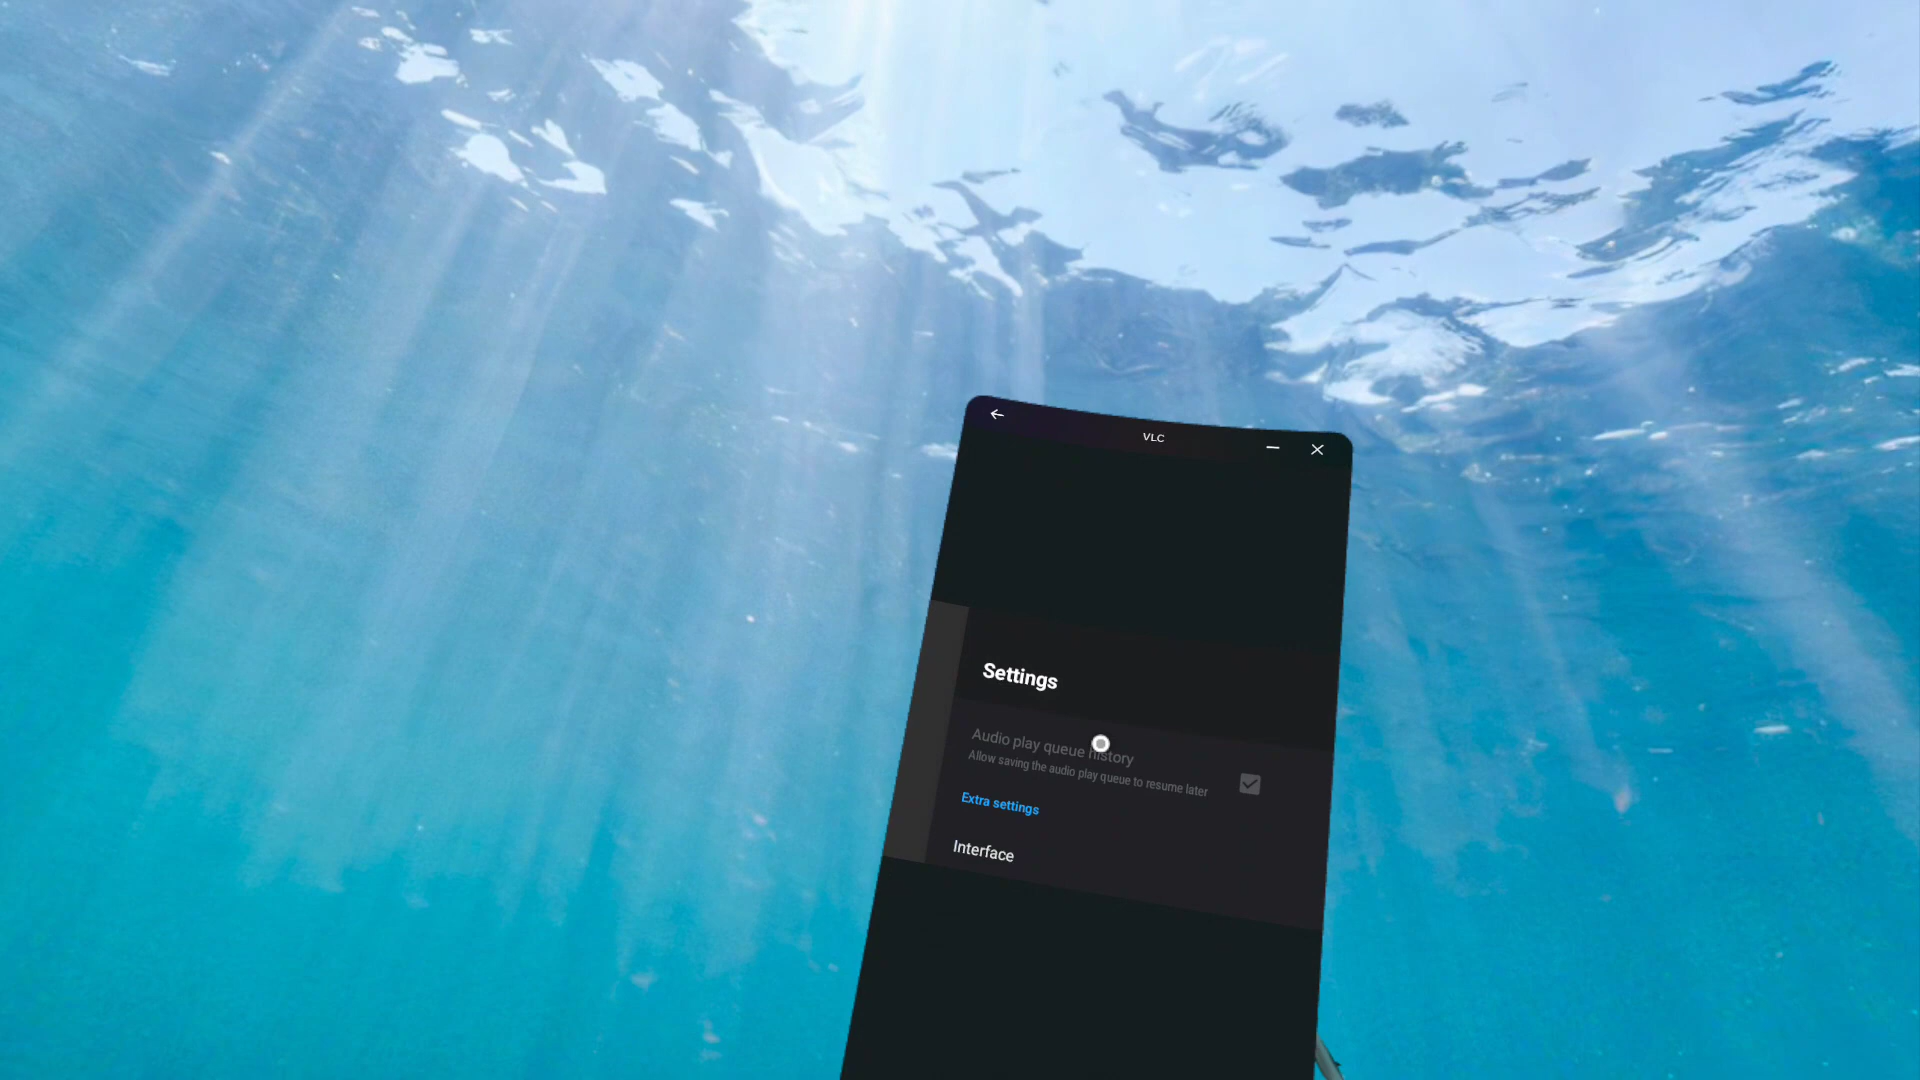 VLC
Settings
Audio play queue history
Allow saving the audio play queue to resume later
Extra settings
Interface